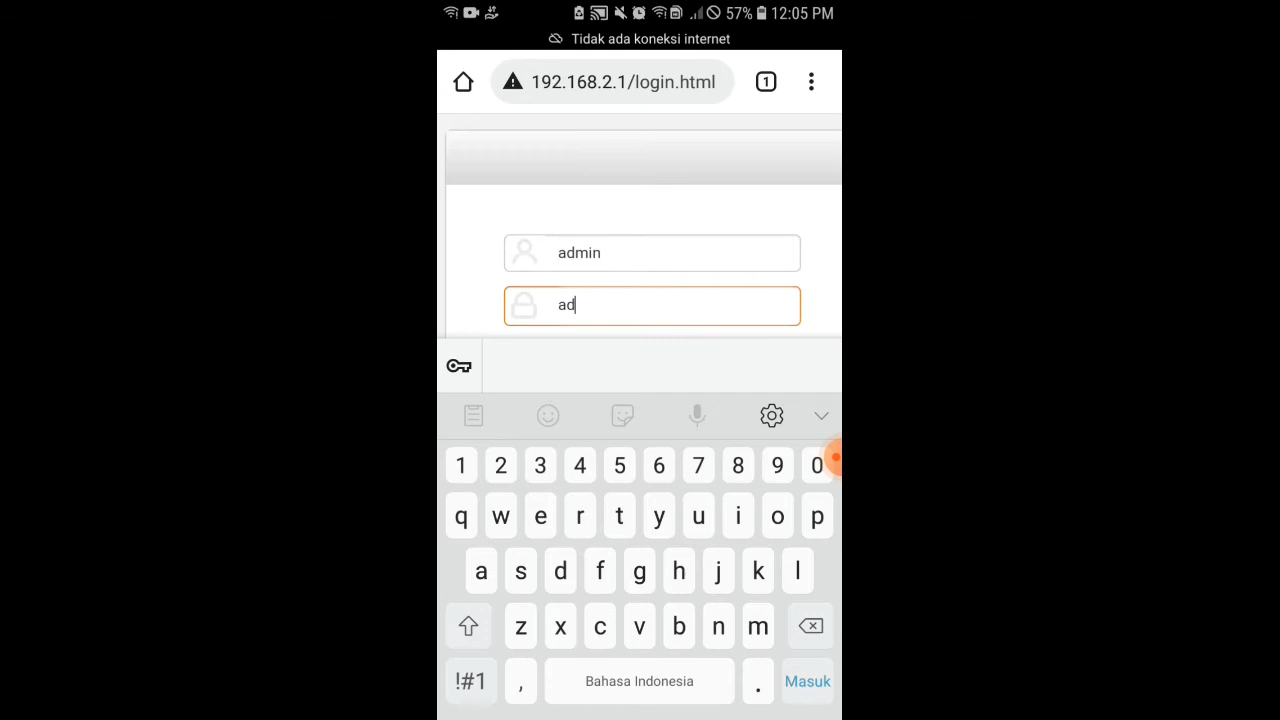 57% 12:05 PM
Tidak ada koneksi internet
192.168.2.1/login.html 1
admin
ad
1 2 3 4 5 6 7 8 9 0
q w e r t y u i o p
a s d f g h j k l
z x c v b n m
!#1 , Bahasa Indonesia . Masuk